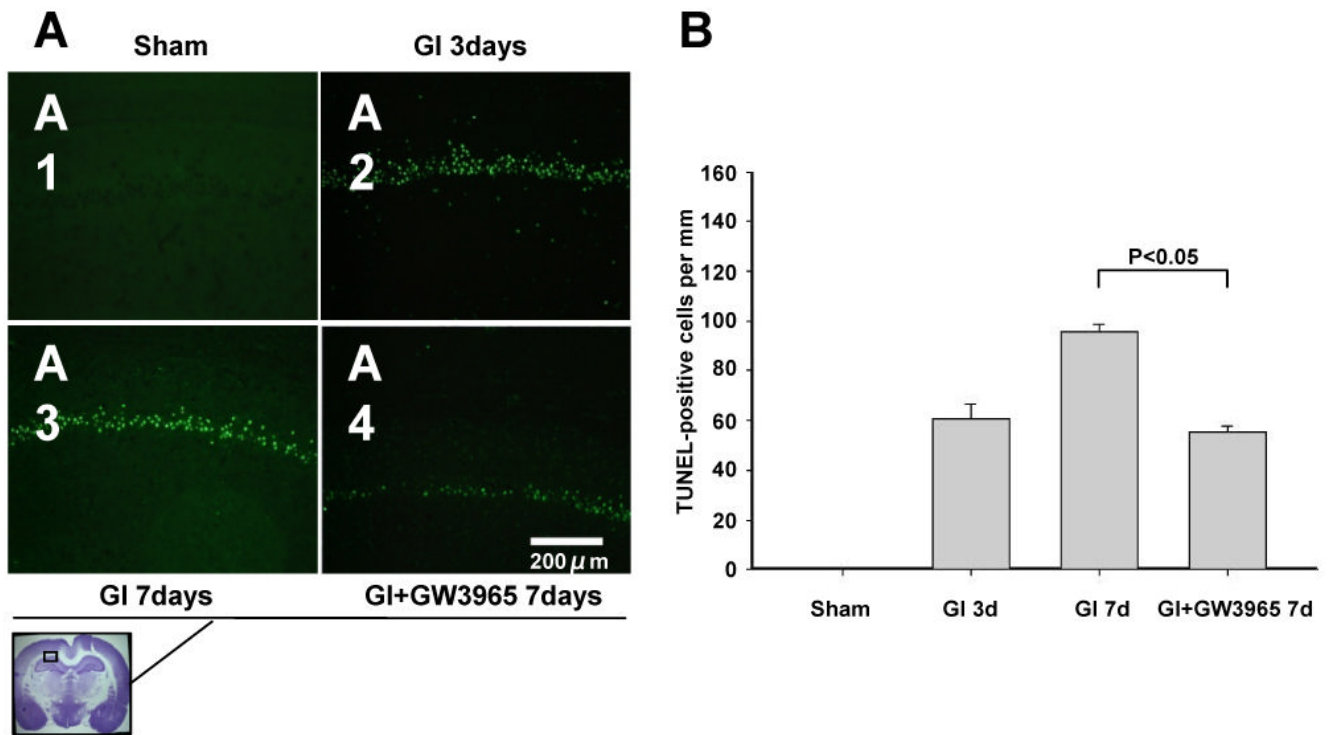 A
Sham
GI 3days
A
1
A
2
A
3
A
4
200 μm
GI 7days
GI+GW3965 7days
B
TUNEL-positive cells per mm
160
140
120
100
80
60
40
20
0
P<0.05
Sham
GI 3d
GI 7d
GI+GW3965 7d